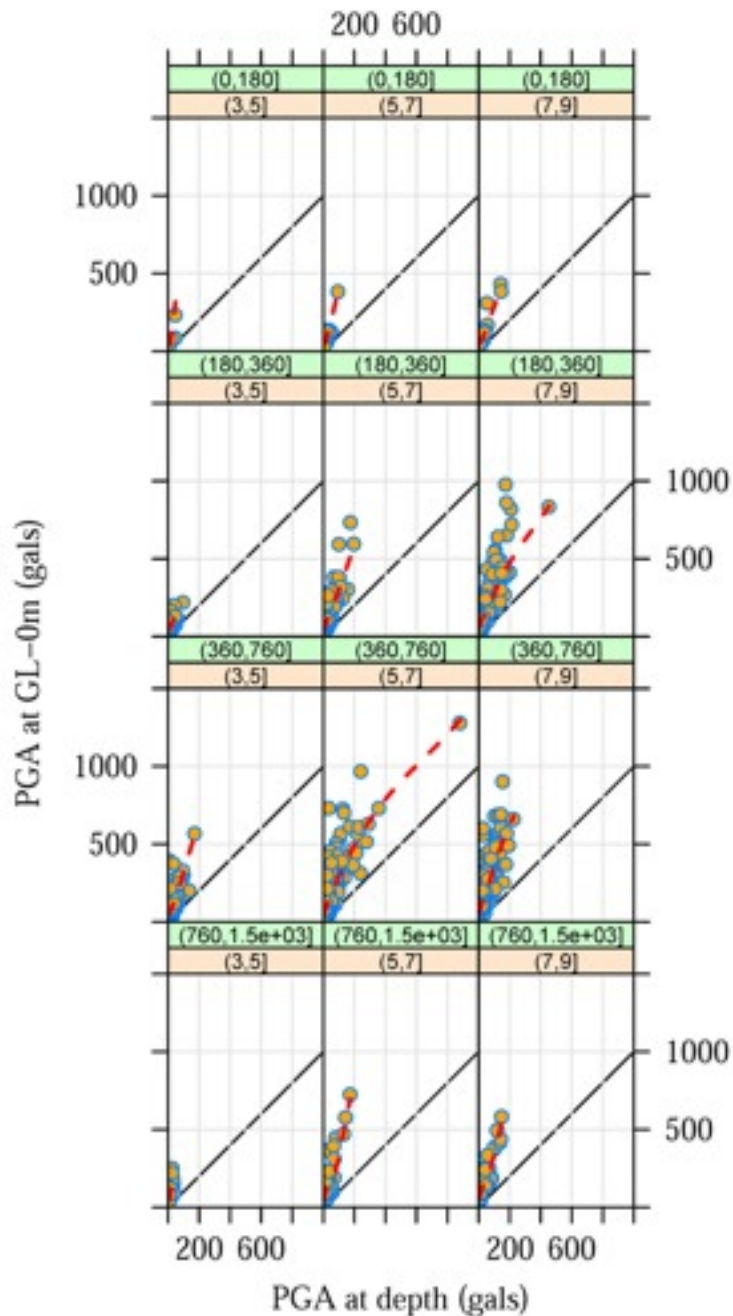 200 600
(0,180] (0,180] (0,180]
(3,5] (5,7] (7,9]
1000
500
(180,360] (180,360] (180,360]
(3,5] (5,7] (7,9]
1000
500
PGA at GL-0m (gals)
(360,760] (360,760] (360,760]
(3,5] (5,7] (7,9]
1000
500
(760,1.5e+03] (760,1.5e+03] (760,1.5e+03]
(3,5] (5,7] (7,9]
1000
500
200 600 200 600
PGA at depth (gals)